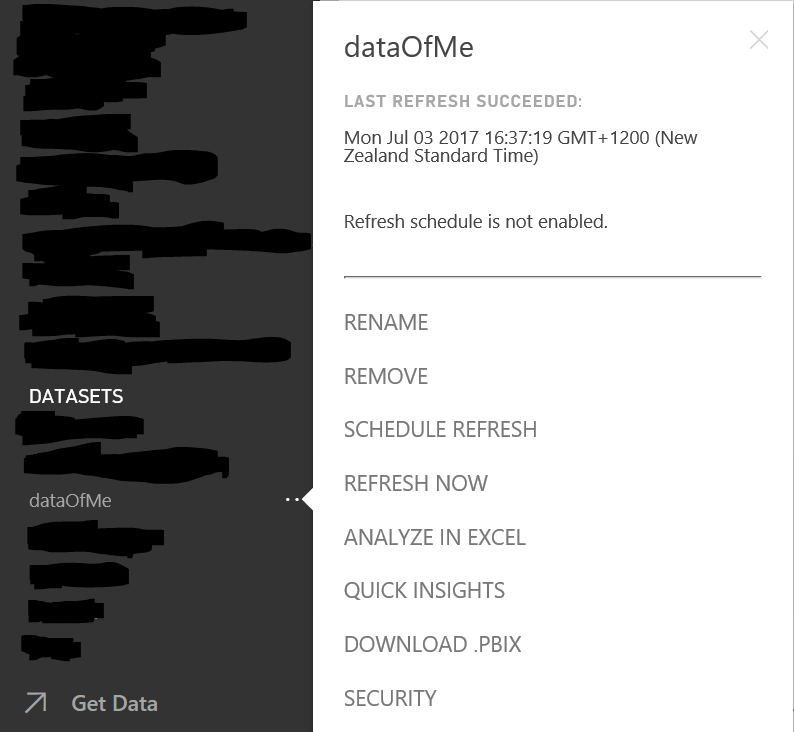 DATASETS
dataOfMe
Get Data
dataOfMe
LAST REFRESH SUCCEEDED:
Mon Jul 03 2017 16:37:19 GMT+1200 (New
Zealand Standard Time)
Refresh schedule is not enabled.
RENAME
REMOVE
SCHEDULE REFRESH
REFRESH NOW
ANALYZE IN EXCEL
QUICK INSIGHTS
DOWNLOAD .PBIX
SECURITY